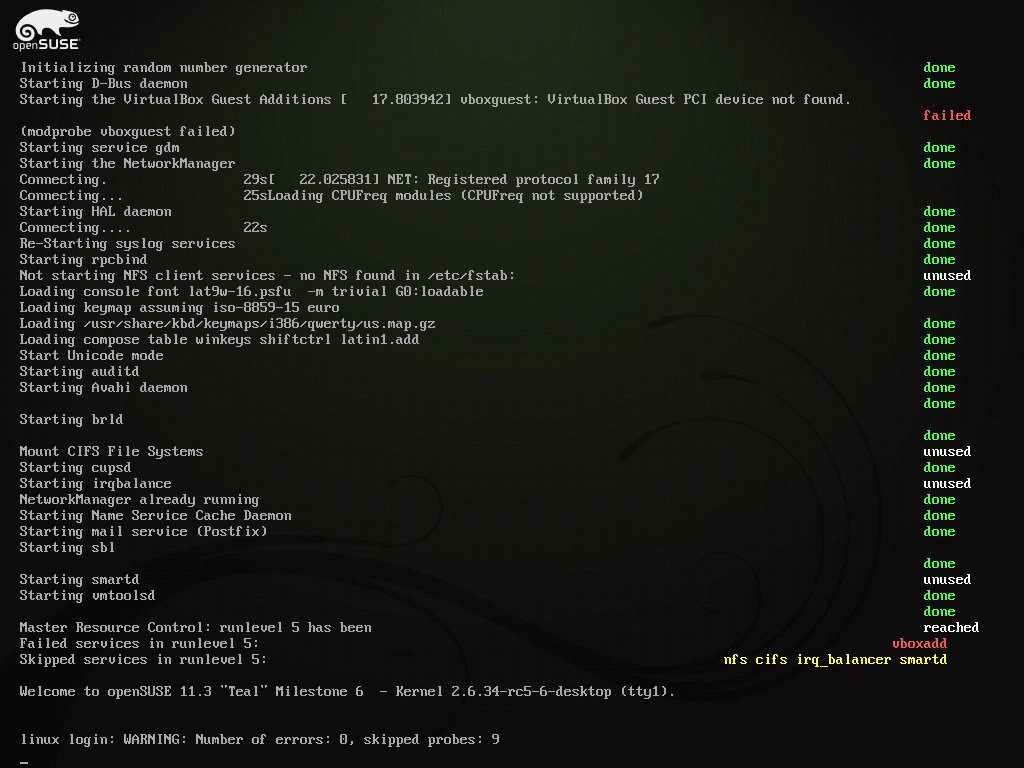 openSUSE
Initializing random number generator done
Starting D-Bus daemon done
Starting the VirtualBox Guest Additions [ 17.803942] vboxguest: VirtualBox Guest PCI device not found.
failed
(modprobe vboxguest failed)
Starting service gdm done
Starting the NetworkManager done
Connecting. 29s[ 22.025831] NET: Registered protocol family 17
Connecting... 25sLoading CPUFreq modules (CPUFreq not supported)
Starting HAL daemon done
Connecting.... 22s done
Re-Starting syslog services done
Starting rpcbind done
Not starting NFS client services - no NFS found in /etc/fstab: unused
Loading console font lat9w-16.psfu -m trivial G0:loadable done
Loading keymap assuming iso-8859-15 euro
Loading /usr/share/kbd/keymaps/i386/qwerty/us.map.gz done
Loading compose table winkeys shiftctrl latin1.add done
Start Unicode mode done
Starting auditd done
Starting Avahi daemon done
done
Starting brld
done
Mount CIFS File Systems unused
Starting cupsd done
Starting irqbalance unused
NetworkManager already running done
Starting Name Service Cache Daemon done
Starting mail service (Postfix) done
Starting sbl
done
Starting smartd unused
Starting vmtoolsd done
done
Master Resource Control: runlevel 5 has been reached
Failed services in runlevel 5: vboxadd
Skipped services in runlevel 5: nfs cifs irq_balancer smartd
Welcome to openSUSE 11.3 "Teal" Milestone 6 - Kernel 2.6.34-rc5-6-desktop (tty1).
linux login: WARNING: Number of errors: 0, skipped probes: 9
_